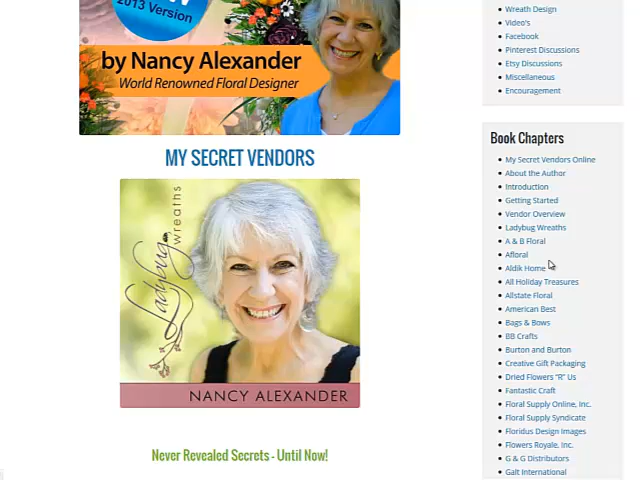 2013 Version
by Nancy Alexander
World Renowned Floral Designer
MY SECRET VENDORS
Ladybug
wreaths
NANCY ALEXANDER
Never Revealed Secrets - Until Now!
Wreath Design
Video's
Facebook
Pinterest Discussions
Etsy Discussions
Miscellaneous
Encouragement
Book Chapters
My Secret Vendors Online
About the Author
Introduction
Getting Started
Vendor Overview
Ladybug Wreaths
A & B Floral
Afloral
Aldik Home
All Holiday Treasures
Allstate Floral
American Best
Bags & Bows
BB Crafts
Burton and Burton
Creative Gift Packaging
Dried Flowers "R" Us
Fantastic Craft
Floral Supply Online, Inc.
Floral Supply Syndicate
Floridus Design Images
Flowers Royale, Inc.
G & G Distributors
Galt International